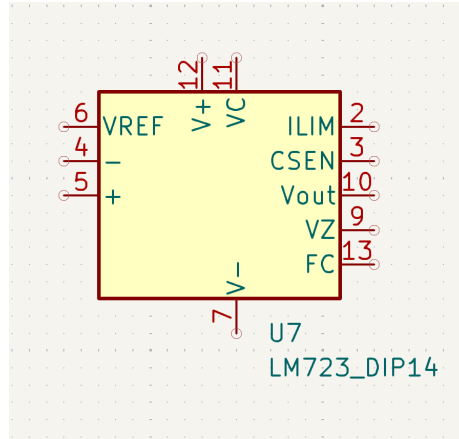 12 11
V+ VC
6 VREF ILIM 2
4 − CSEN 3
5 + Vout 10
VZ 9
FC 13
V−
7
U7
LM723_DIP14